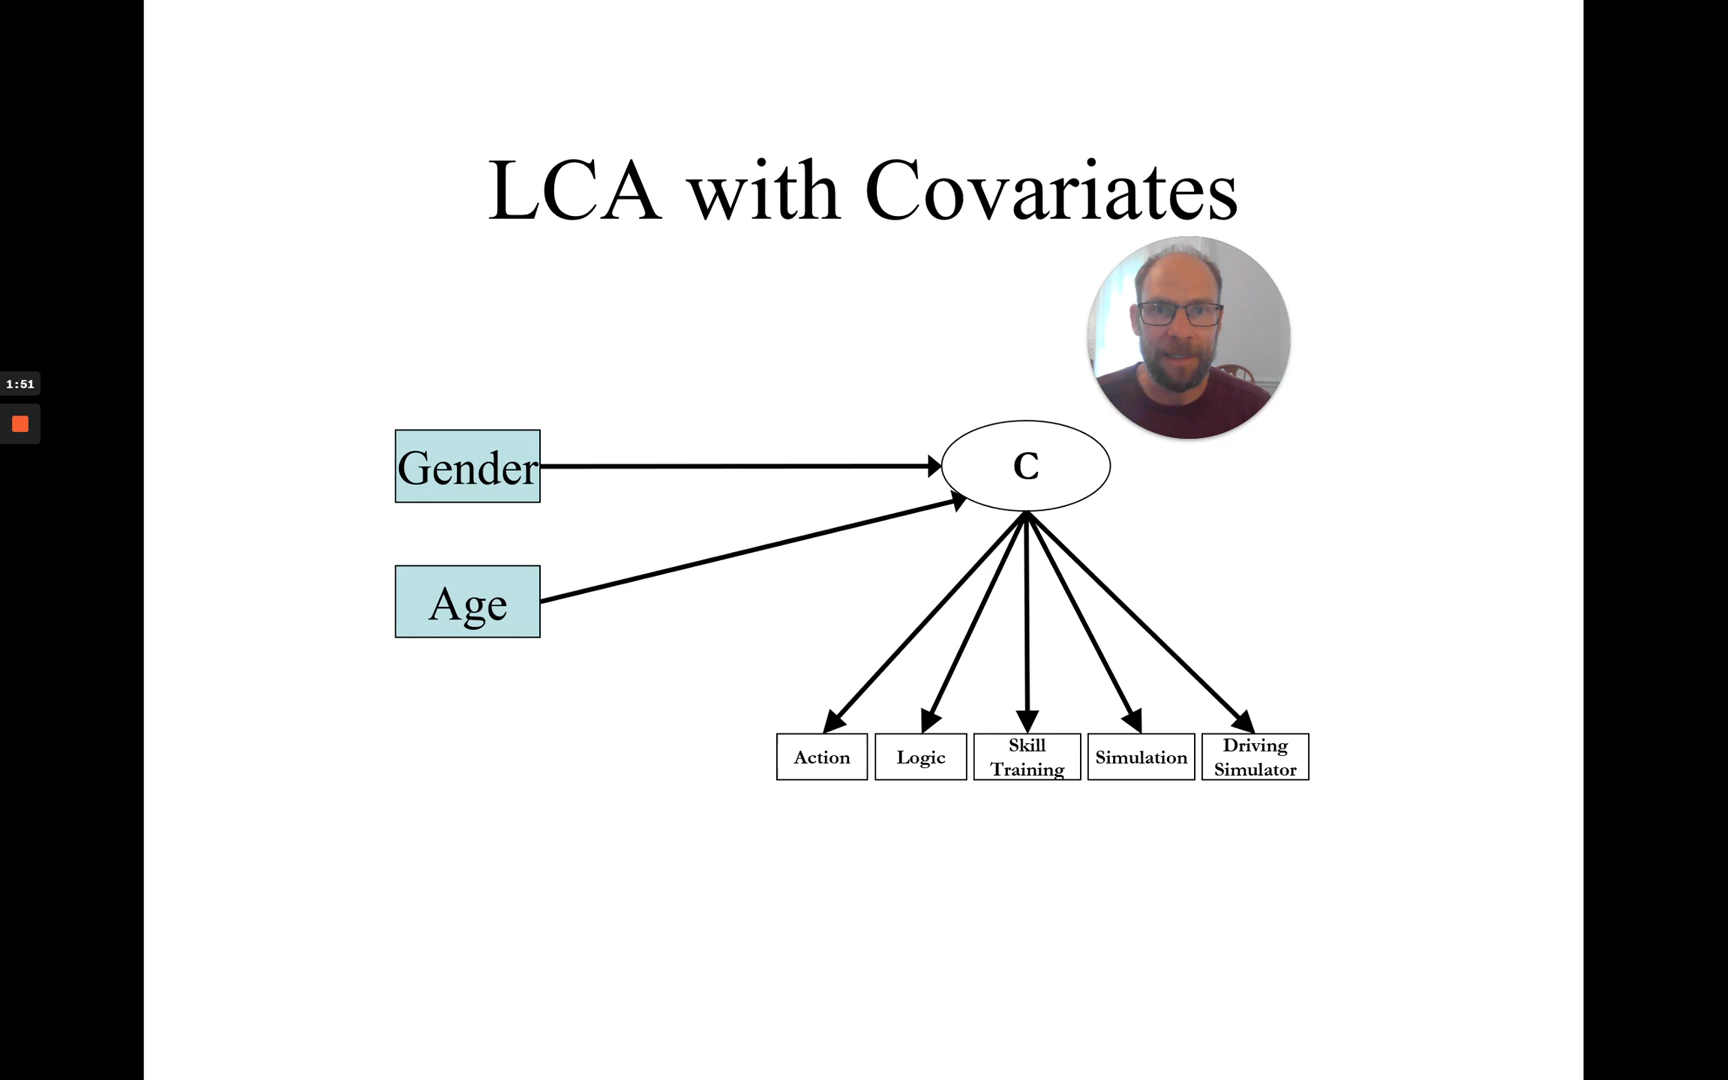 LCA with Covariates
1:51
Gender
C
Age
Action
Logic
Skill
Training
Simulation
Driving
Simulator